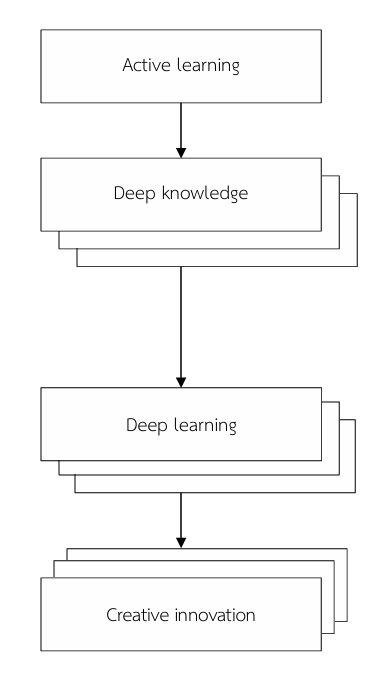 Active learning
Deep knowledge
Deep learning
Creative innovation